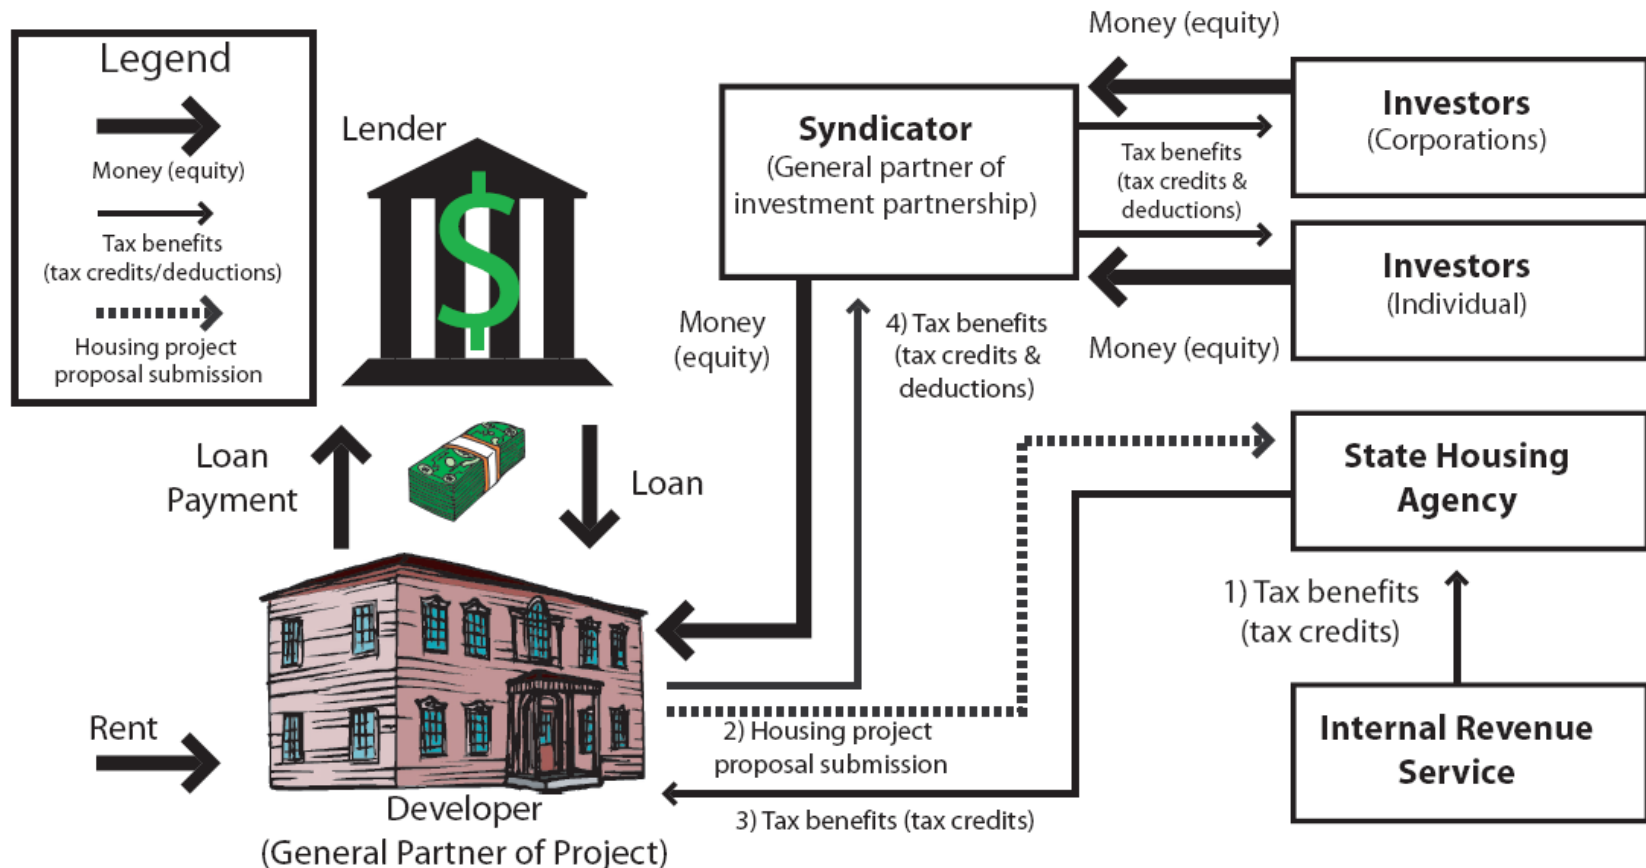 Legend
Money (equity)
Tax benefits
(tax credits/deductions)
Housing project
proposal submission
Lender
Loan
Payment
Loan
Rent
Developer
(General Partner of Project)
Syndicator
(General partner of
investment partnership)
Money (equity)
Tax benefits
(tax credits &
deductions)
Money (equity)
Investors
(Corporations)
Investors
(Individual)
Money
(equity)
4) Tax benefits
(tax credits &
deductions)
State Housing
Agency
1) Tax benefits
(tax credits)
Internal Revenue
Service
2) Housing project
proposal submission
3) Tax benefits (tax credits)
$